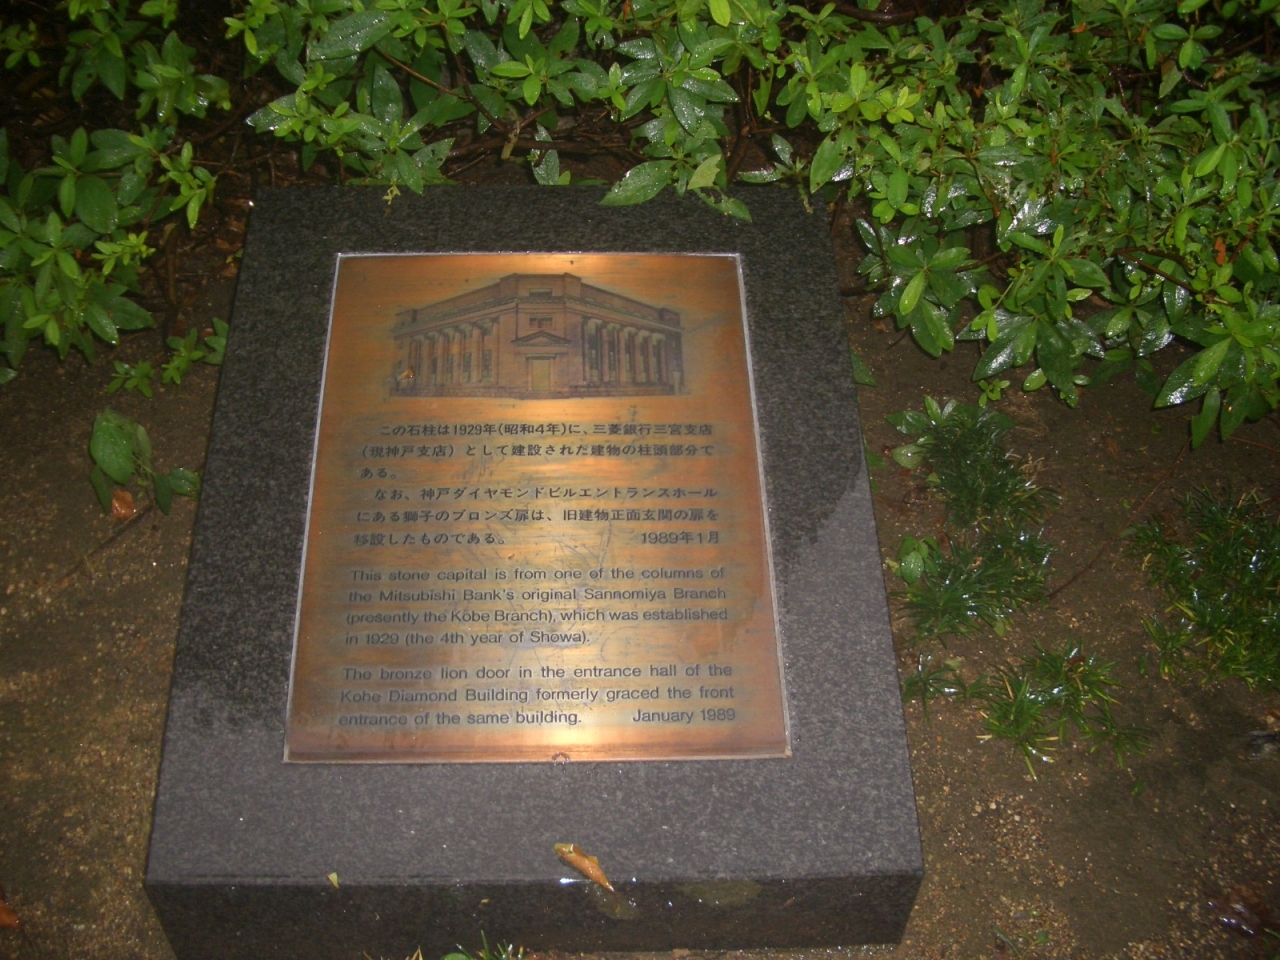 この石柱は1929年(昭和4年)に、三菱銀行三宮支店
(現神戸支店)として建設された建物の柱頭部分で
ある。
なお、神戸ダイヤモンドビルエントランスホール
にある獅子のブロンズ扉は、旧建物正面玄関の扉を
移設したものである。 1989年1月
This stone capital is from one of the columns of
the Mitsubishi Bank's original Sannomiya Branch
(presently the Kobe Branch), which was established
in 1929 (the 4th year of Showa).
The bronze lion door in the entrance hall of the
Kobe Diamond Building formerly graced the front
entrance of the same building. January 1989